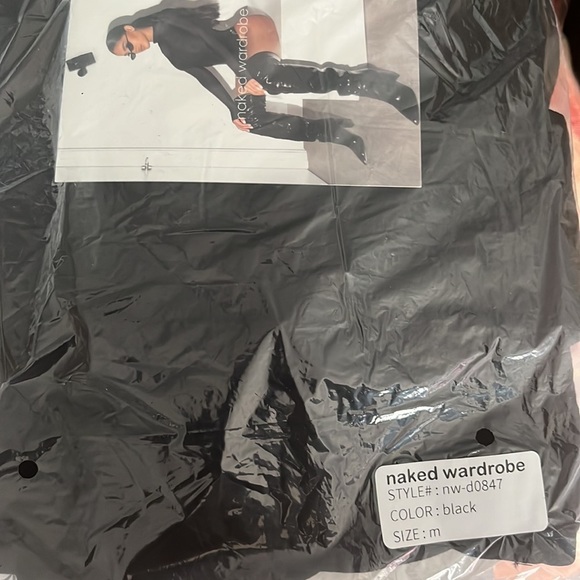 naked wardrobe
naked wardrobe
STYLE# : nw-d0847
COLOR : black
SIZE : m